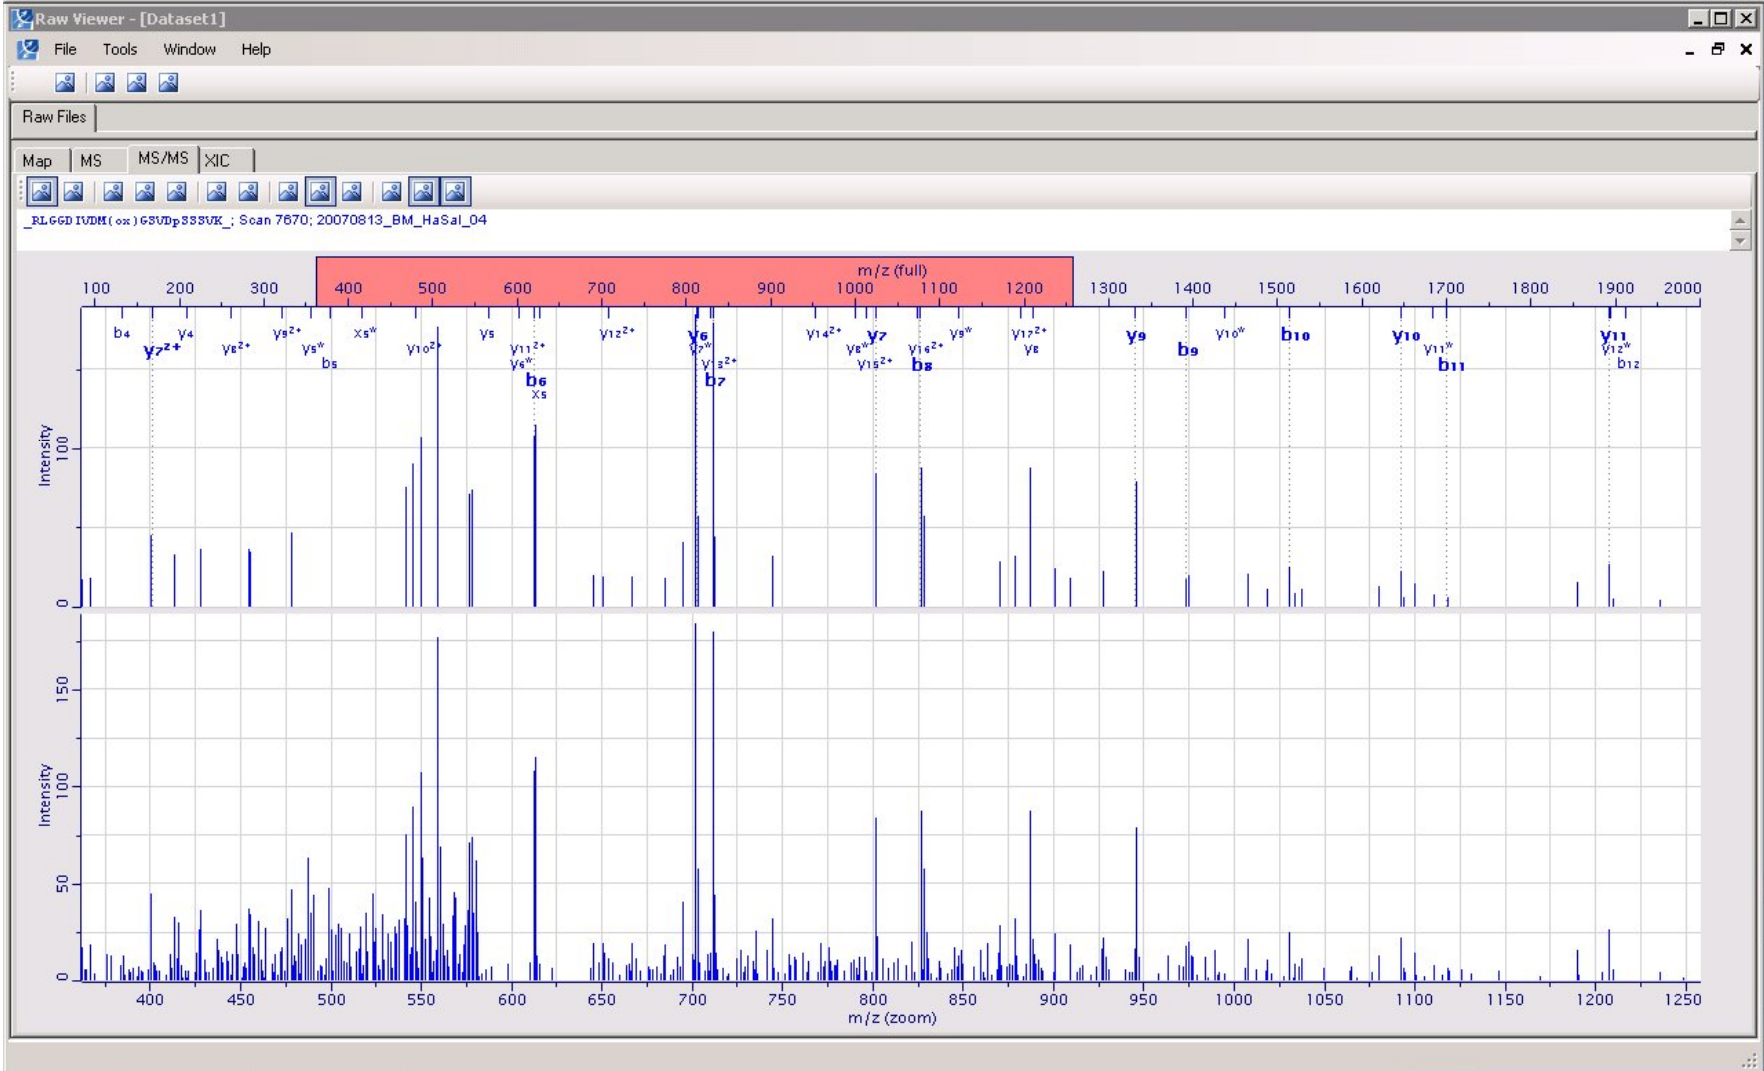 Raw Viewer - [Dataset1]
File Tools Window Help
Raw Files
Map MS MS/MS XIC
_RLGGDIVDM(ox)GSVDpSSSVK_; Scan 7670; 20070813_BM_HaSal_04
m/z (full)
100 200 300 400 500 600 700 800 900 1000 1100 1200 1300 1400 1500 1600 1700 1800 1900 2000
b4 y4 y9²⁺ x5* y5 y12²⁺ y6 y14²⁺ y7 y9* y17²⁺ y9 y10* b10 y10 y11
y7²⁺ y8²⁺ y5* y10²⁺ y11²⁺ y7* y8* y16²⁺ y8 b9 y11* y12*
b5 y6* y13²⁺ y15²⁺ b8 b11 b12
b6 b7
x5
Intensity
0 100
Intensity
0 50 100 150
400 450 500 550 600 650 700 750 800 850 900 950 1000 1050 1100 1150 1200 1250
m/z (zoom)